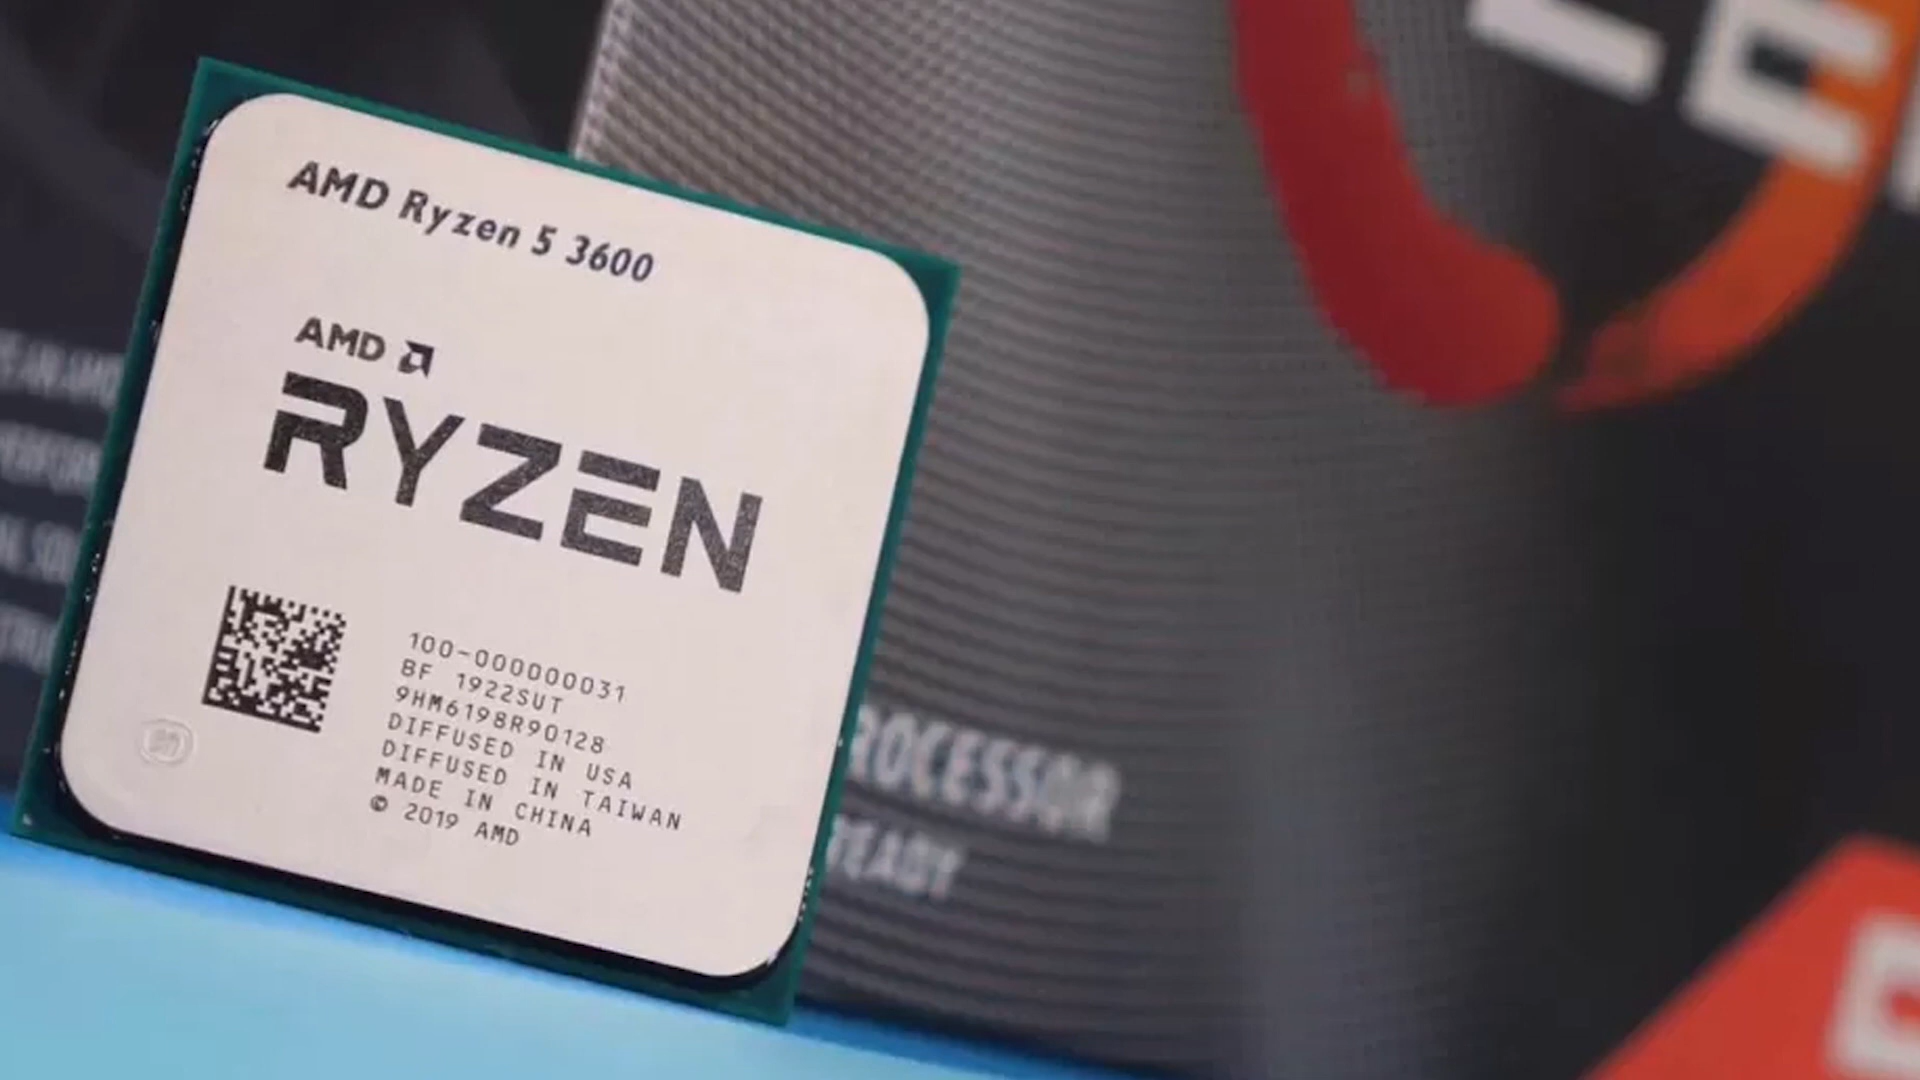 AMD Ryzen 5 3600
AMD
RYZEN
100-000000031
BF 1922SUT
9HM6198R90128
DIFFUSED IN USA
DIFFUSED IN TAIWAN
MADE IN CHINA
© 2019 AMD
ROCESSOR